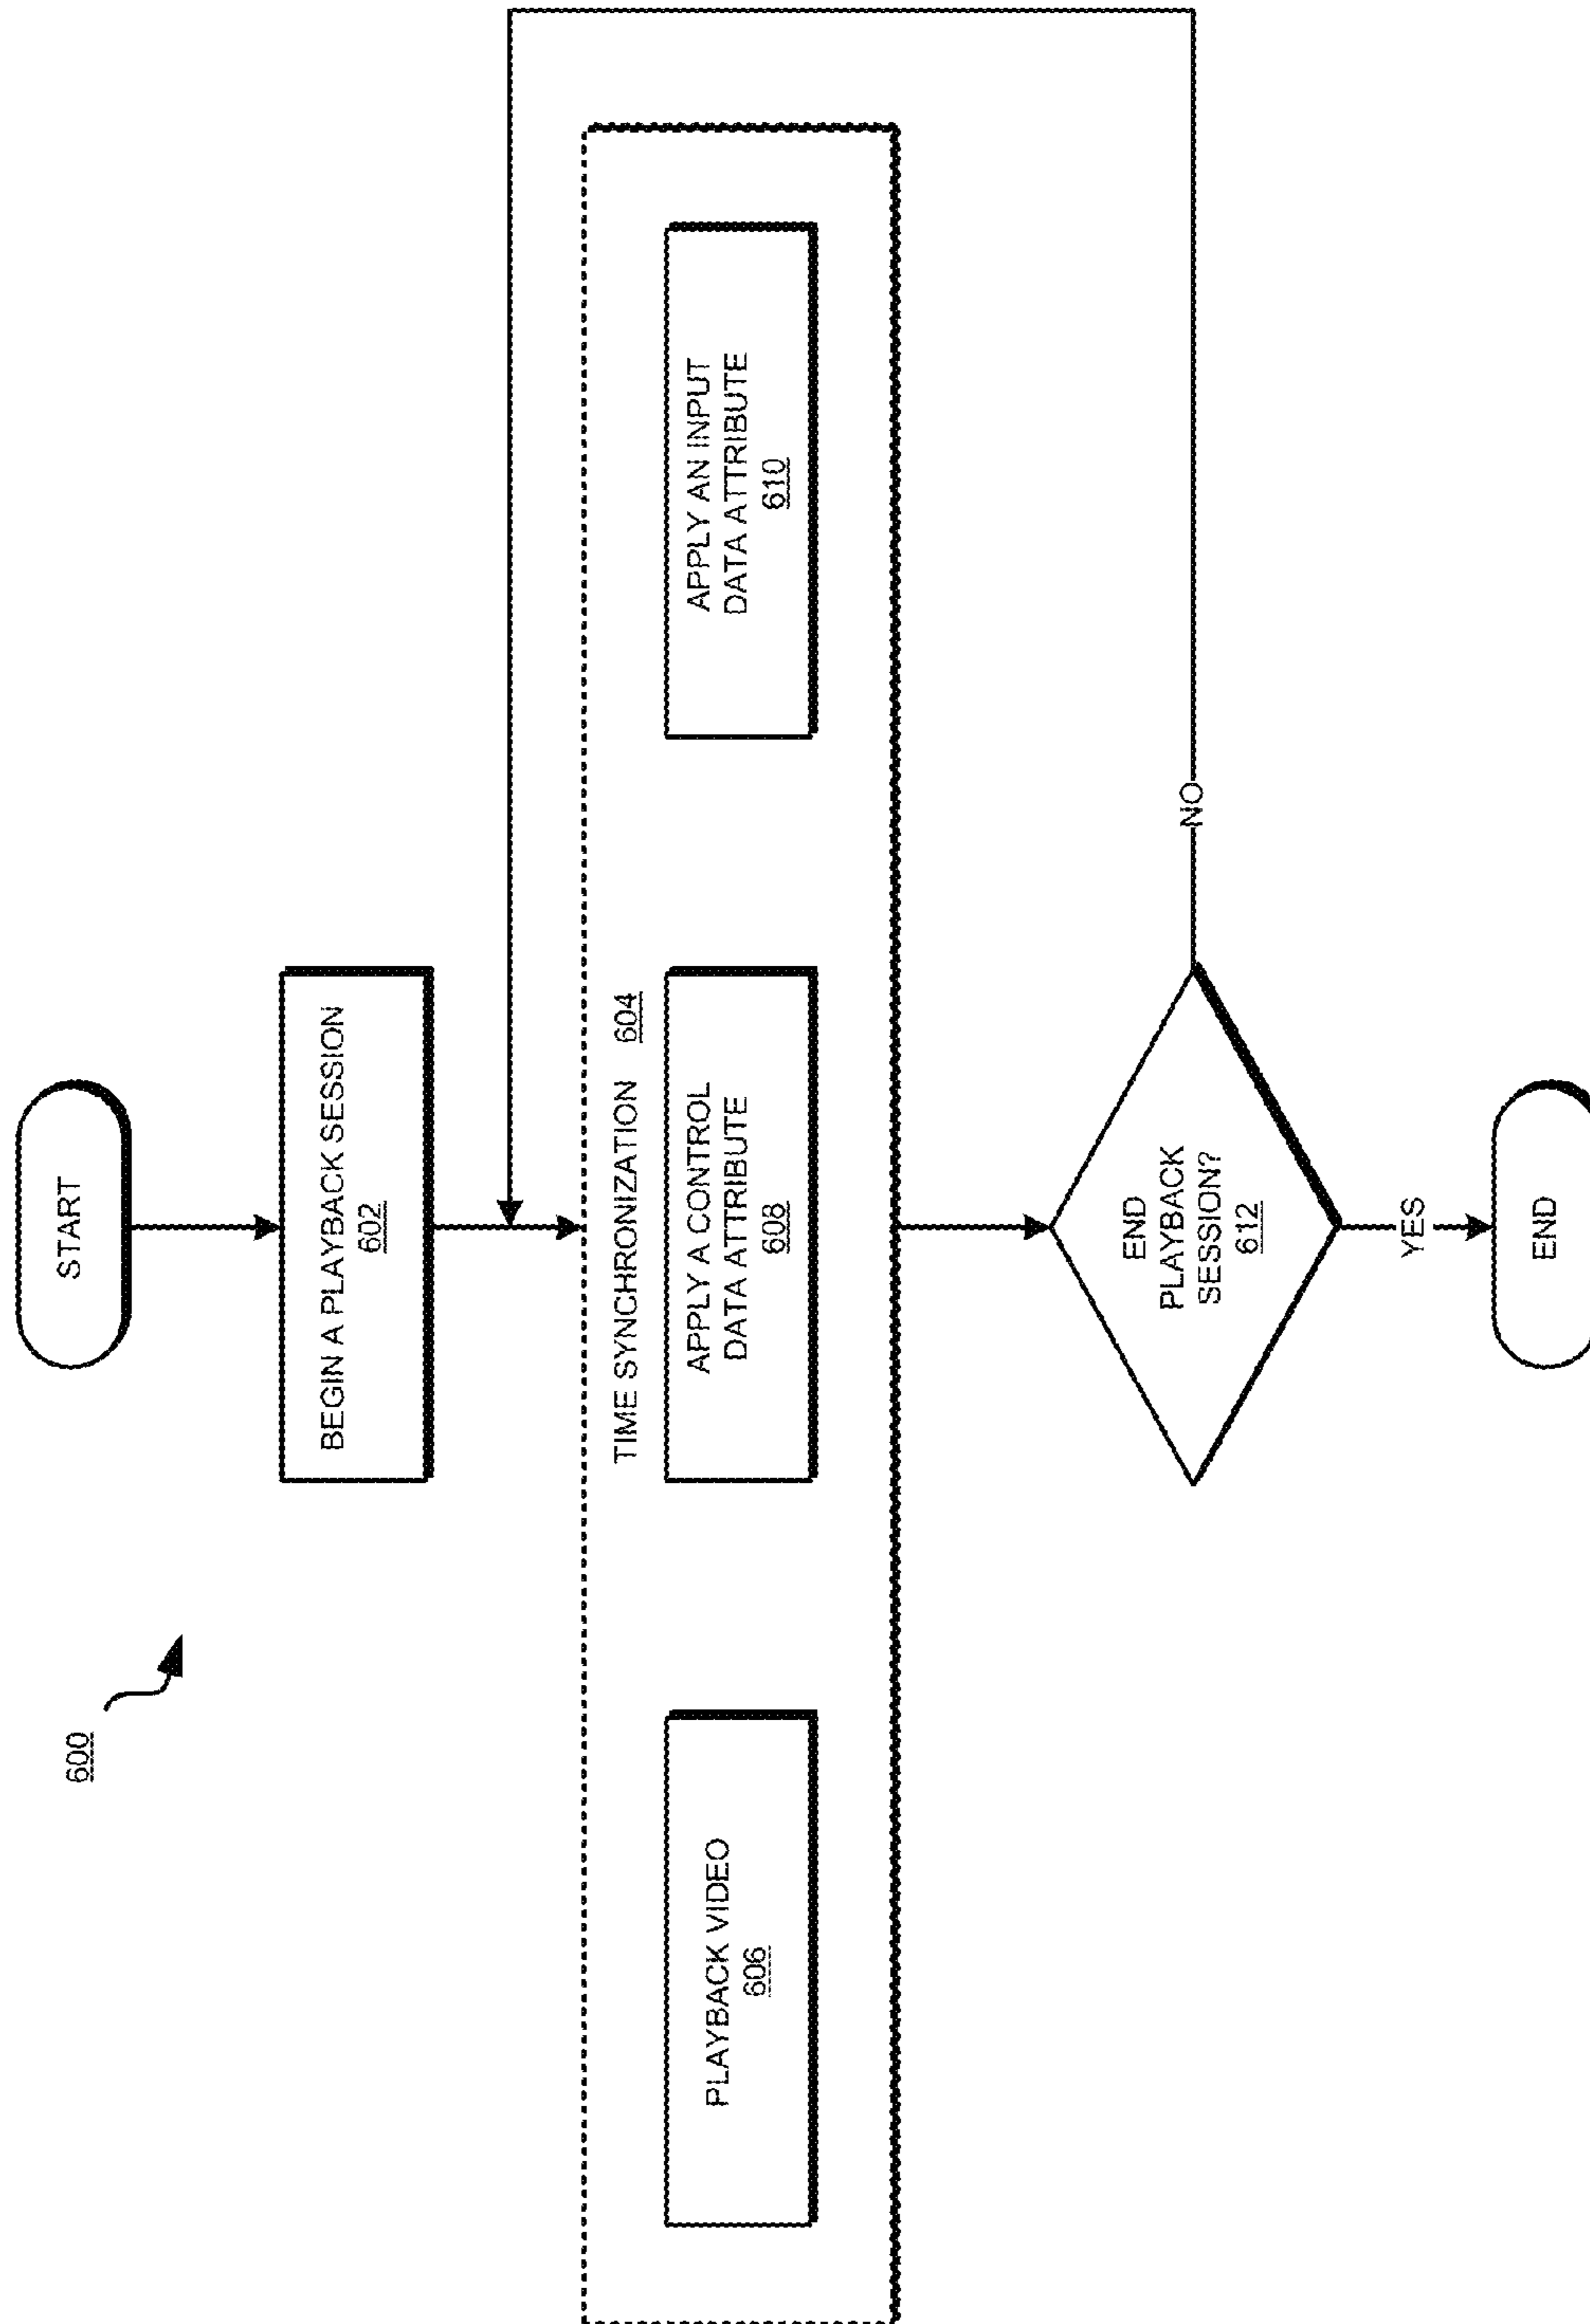 600
START
BEGIN A PLAYBACK SESSION
602
TIME SYNCHRONIZATION 604
PLAYBACK VIDEO
606
APPLY A CONTROL
DATA ATTRIBUTE
608
APPLY AN INPUT
DATA ATTRIBUTE
610
END
PLAYBACK
SESSION?
612
NO
YES
END